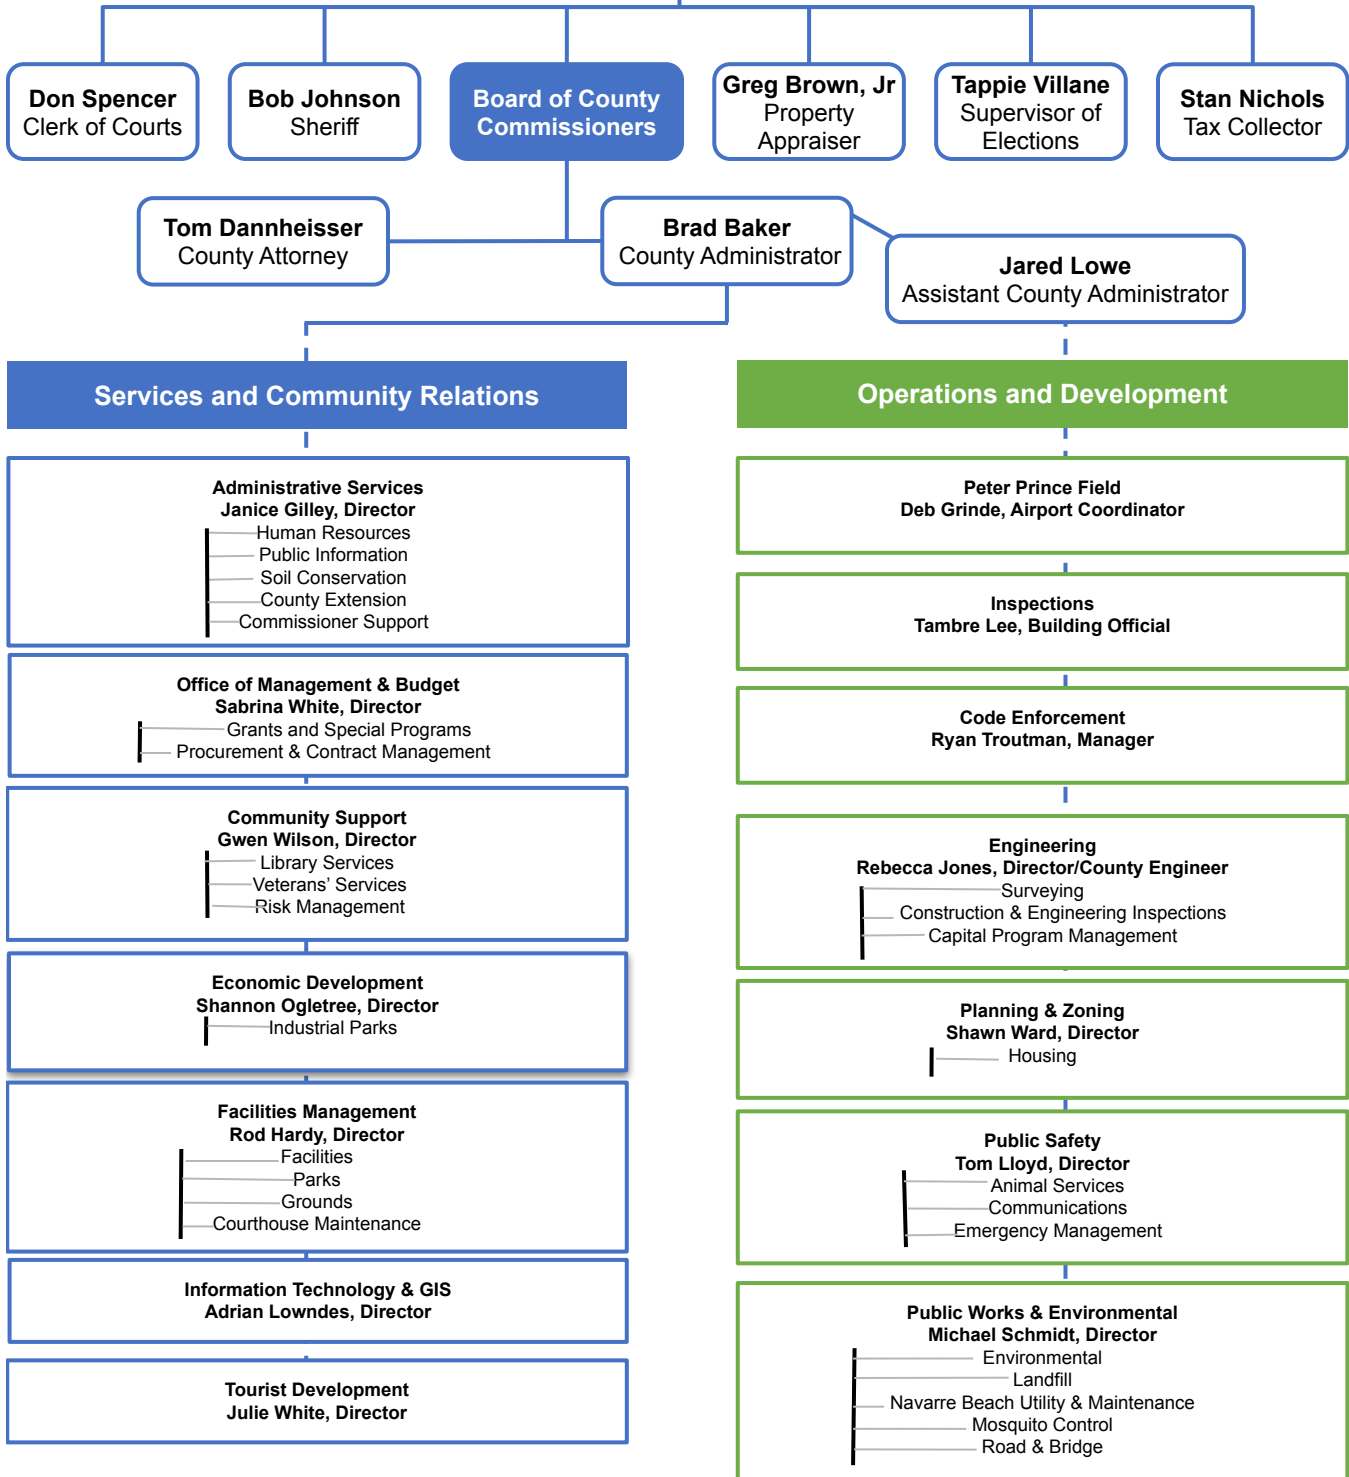 Don Spencer
Clerk of Courts
Bob Johnson
Sheriff
Board of County
Commissioners
Greg Brown, Jr
Property
Appraiser
Tappie Villane
Supervisor of
Elections
Stan Nichols
Tax Collector
Tom Dannheisser
County Attorney
Brad Baker
County Administrator
Jared Lowe
Assistant County Administrator
Services and Community Relations
Administrative Services
Janice Gilley, Director
Human Resources
Public Information
Soil Conservation
County Extension
Commissioner Support
Office of Management & Budget
Sabrina White, Director
Grants and Special Programs
Procurement & Contract Management
Community Support
Gwen Wilson, Director
Library Services
Veterans’ Services
Risk Management
Economic Development
Shannon Ogletree, Director
Industrial Parks
Facilities Management
Rod Hardy, Director
Facilities
Parks
Grounds
Courthouse Maintenance
Information Technology & GIS
Adrian Lowndes, Director
Tourist Development
Julie White, Director
Operations and Development
Peter Prince Field
Deb Grinde, Airport Coordinator
Inspections
Tambre Lee, Building Official
Code Enforcement
Ryan Troutman, Manager
Engineering
Rebecca Jones, Director/County Engineer
Surveying
Construction & Engineering Inspections
Capital Program Management
Planning & Zoning
Shawn Ward, Director
Housing
Public Safety
Tom Lloyd, Director
Animal Services
Communications
Emergency Management
Public Works & Environmental
Michael Schmidt, Director
Environmental
Landfill
Navarre Beach Utility & Maintenance
Mosquito Control
Road & Bridge